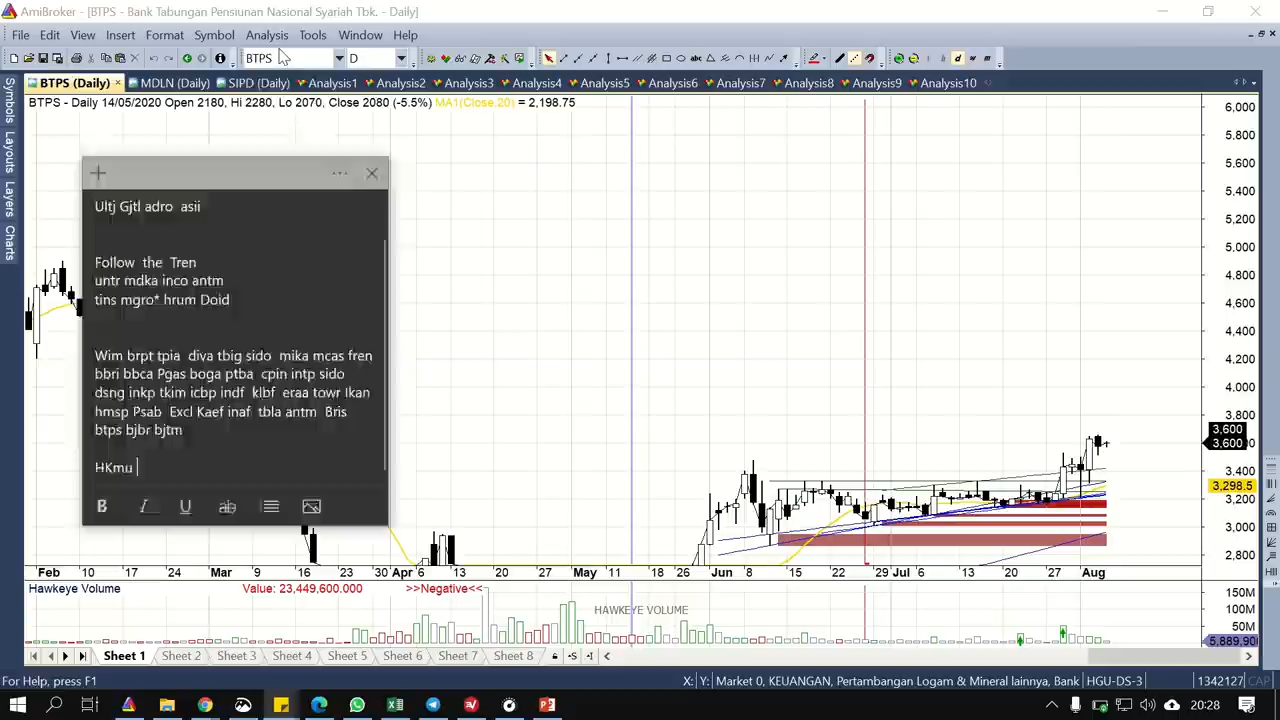 AmiBroker - [BTPS - Bank Tabungan Pensiunan Nasional Syariah Tbk. - Daily]
File Edit View Insert Format Symbol Analysis Tools Window Help
BTPS D
BTPS (Daily) MDLN (Daily) SIPD (Daily) Analysis1 Analysis2 Analysis3 Analysis4 Analysis5 Analysis6 Analysis7 Analysis8 Analysis9 Analysis10
BTPS - Daily 14/05/2020 Open 2180, Hi 2280, Lo 2070, Close 2080 (-5.5%) MA1(Close,20) = 2,198.75
Symbols
Layouts
Layers
Charts
Ultj Gjtl adro asii
Follow the Tren
untr mdka inco antm
tins mgro* hrum Doid
Wim brpt tpia diva tbig sido mika mcas fren
bbri bbca Pgas boga ptba cpin intp sido
dsng inkp tkim icbp indf klbf eraa towr Ikan
hmsp Psab Excl Kaef inaf tbla antm Bris
btps bjbr bjtm
HKmu
B I U ab
6,000
5,800
5,600
5,400
5,200
5,000
4,800
4,600
4,400
4,200
4,000
3,800
3,600
3,600
3,400
3,298.5
3,200
3,000
2,800
Feb 10 17 24 Mar 9 16 23 30 Apr 6 13 20 27 May 11 18 26 Jun 8 15 22 29 Jul 6 13 20 27 Aug
Hawkeye Volume Value: 23,449,600.000 >>Negative<<
HAWKEYE VOLUME
150M
100M
50M
5,889,900
Sheet 1 Sheet 2 Sheet 3 Sheet 4 Sheet 5 Sheet 6 Sheet 7 Sheet 8
For Help, press F1
X: Y: Market 0, KEUANGAN, Pertambangan Logam & Mineral lainnya, Bank HGU-DS-3 1342127 CAP
20:28